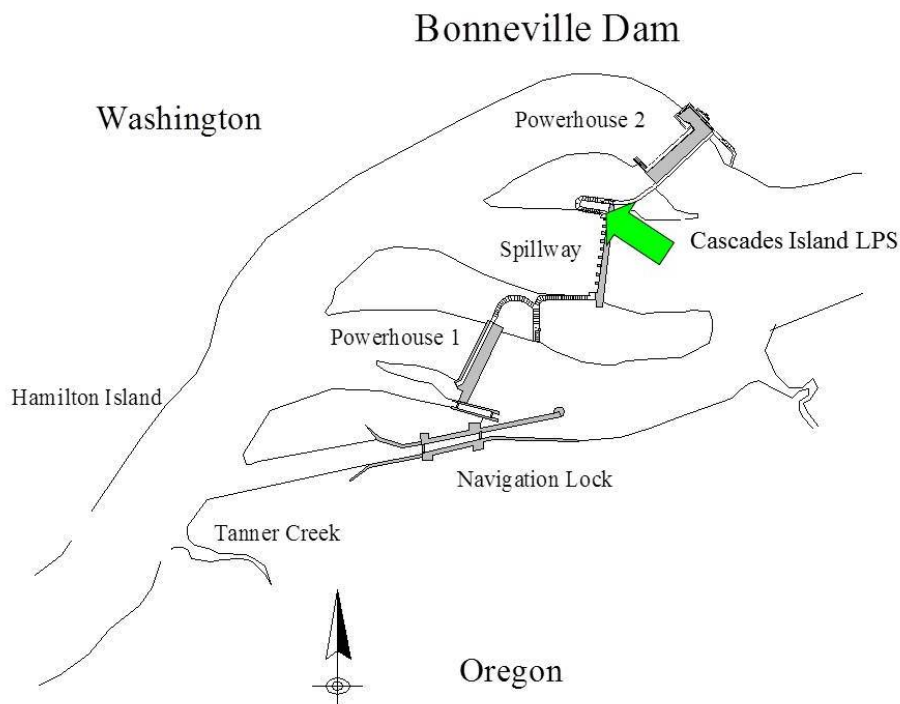 Bonneville Dam
Washington
Powerhouse 2
Cascades Island LPS
Spillway
Powerhouse 1
Hamilton Island
Navigation Lock
Tanner Creek
Oregon